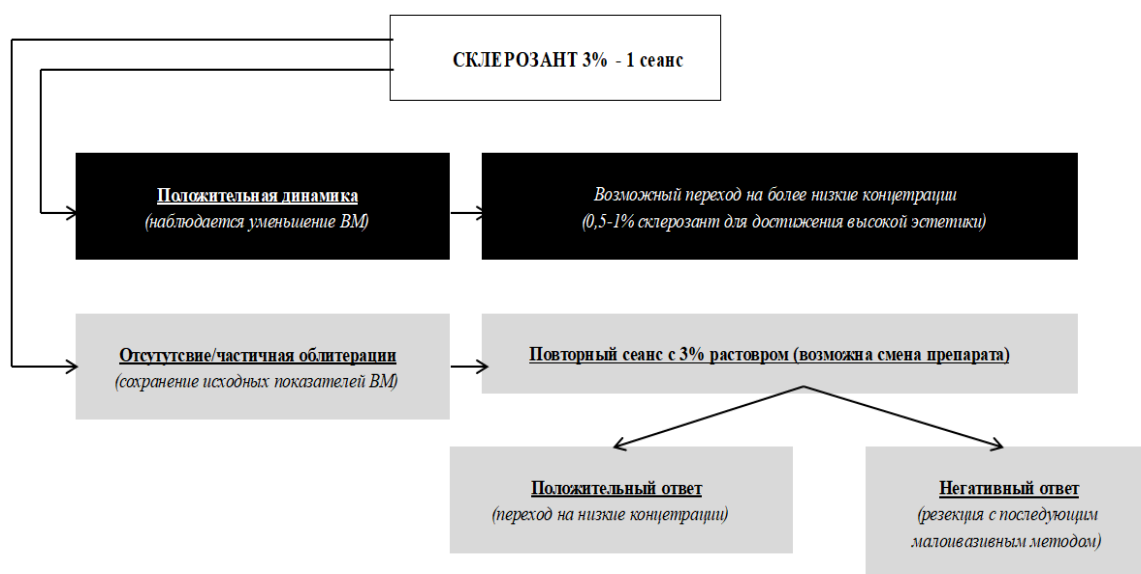 СКЛЕРОЗАНТ 3% - 1 сеанс
Положительная динамика
(наблюдается уменьшение ВМ)
Возможный переход на более низкие концетрации
(0,5-1% склерозант для достижения высокой эстетики)
Отсутутсвие/частичная облитерации
(сохранение исходных показателей ВМ)
Повторный сеанс с 3% растовром (возможна смена препарата)
Положительный ответ
(переход на низкие концетрации)
Негативный ответ
(резекция с последующим
малоивазивным методом)